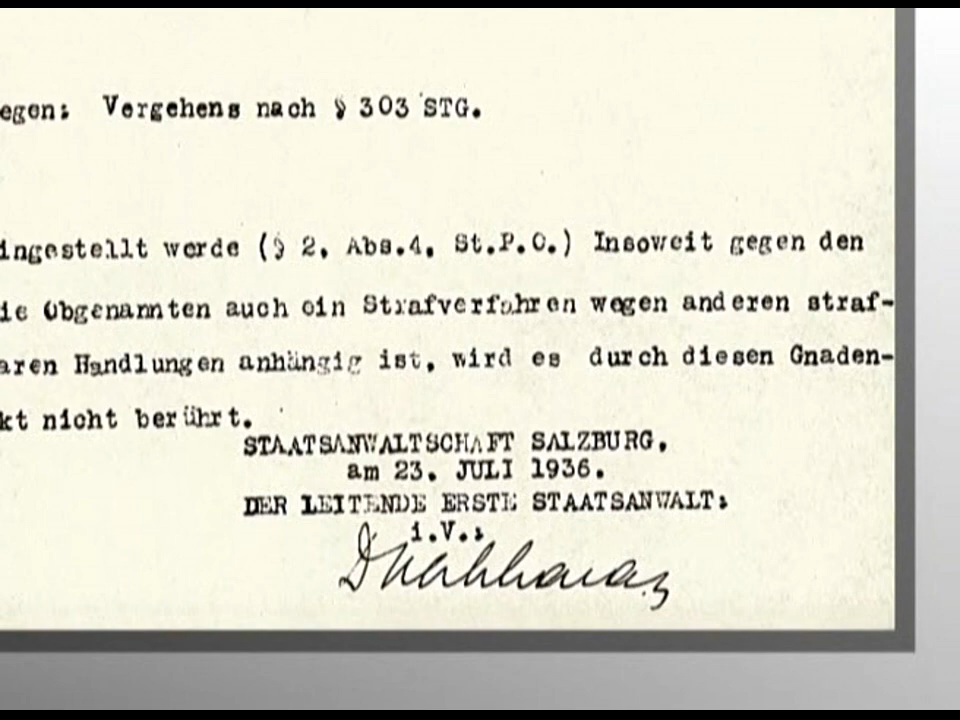 egen: Vergehens nach § 303 STG.
ingestellt werde (§ 2, Abs.4, St.P.O.) Insoweit gegen den
ie Obgenannten auch ein Strafverfahren wegen anderen straf-
aren Handlungen anhängig ist, wird es durch diesen Gnaden-
kt nicht berührt.
STAATSANWALTSCHAFT SALZBURG.
am 23. JULI 1936.
DER LEITENDE ERSTE STAATSANWALT:
i.V.: